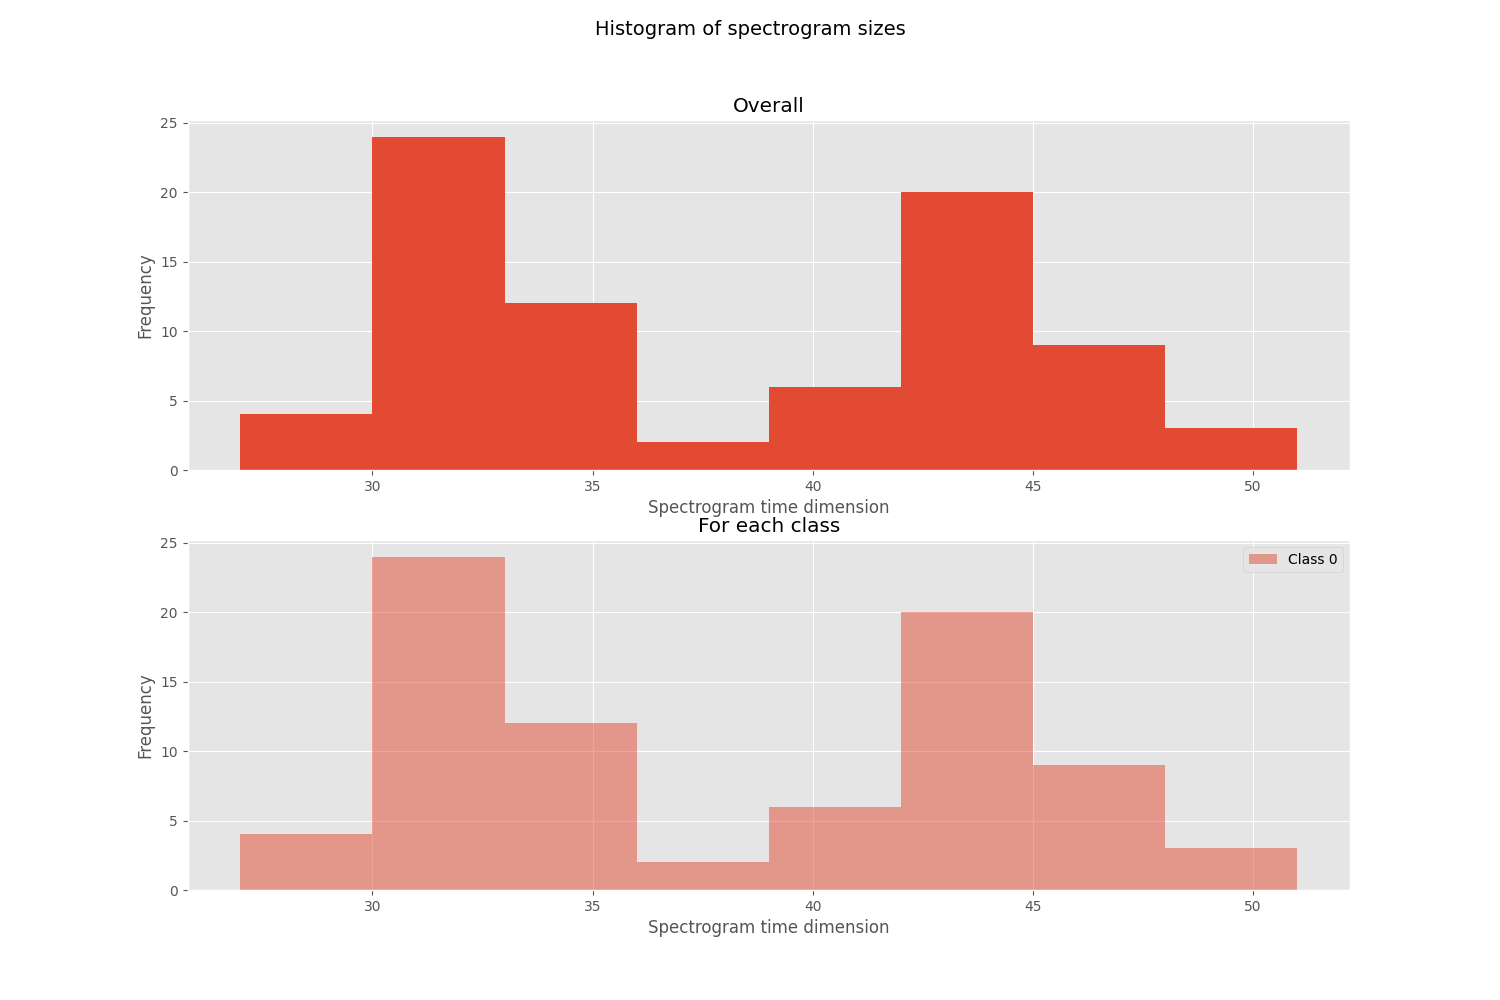 Histogram of spectrogram sizes
Overall
25
20
15
10
5
0
Frequency
30 35 40 45 50
Spectrogram time dimension
For each class
Class 0
25
20
15
10
5
0
Frequency
30 35 40 45 50
Spectrogram time dimension